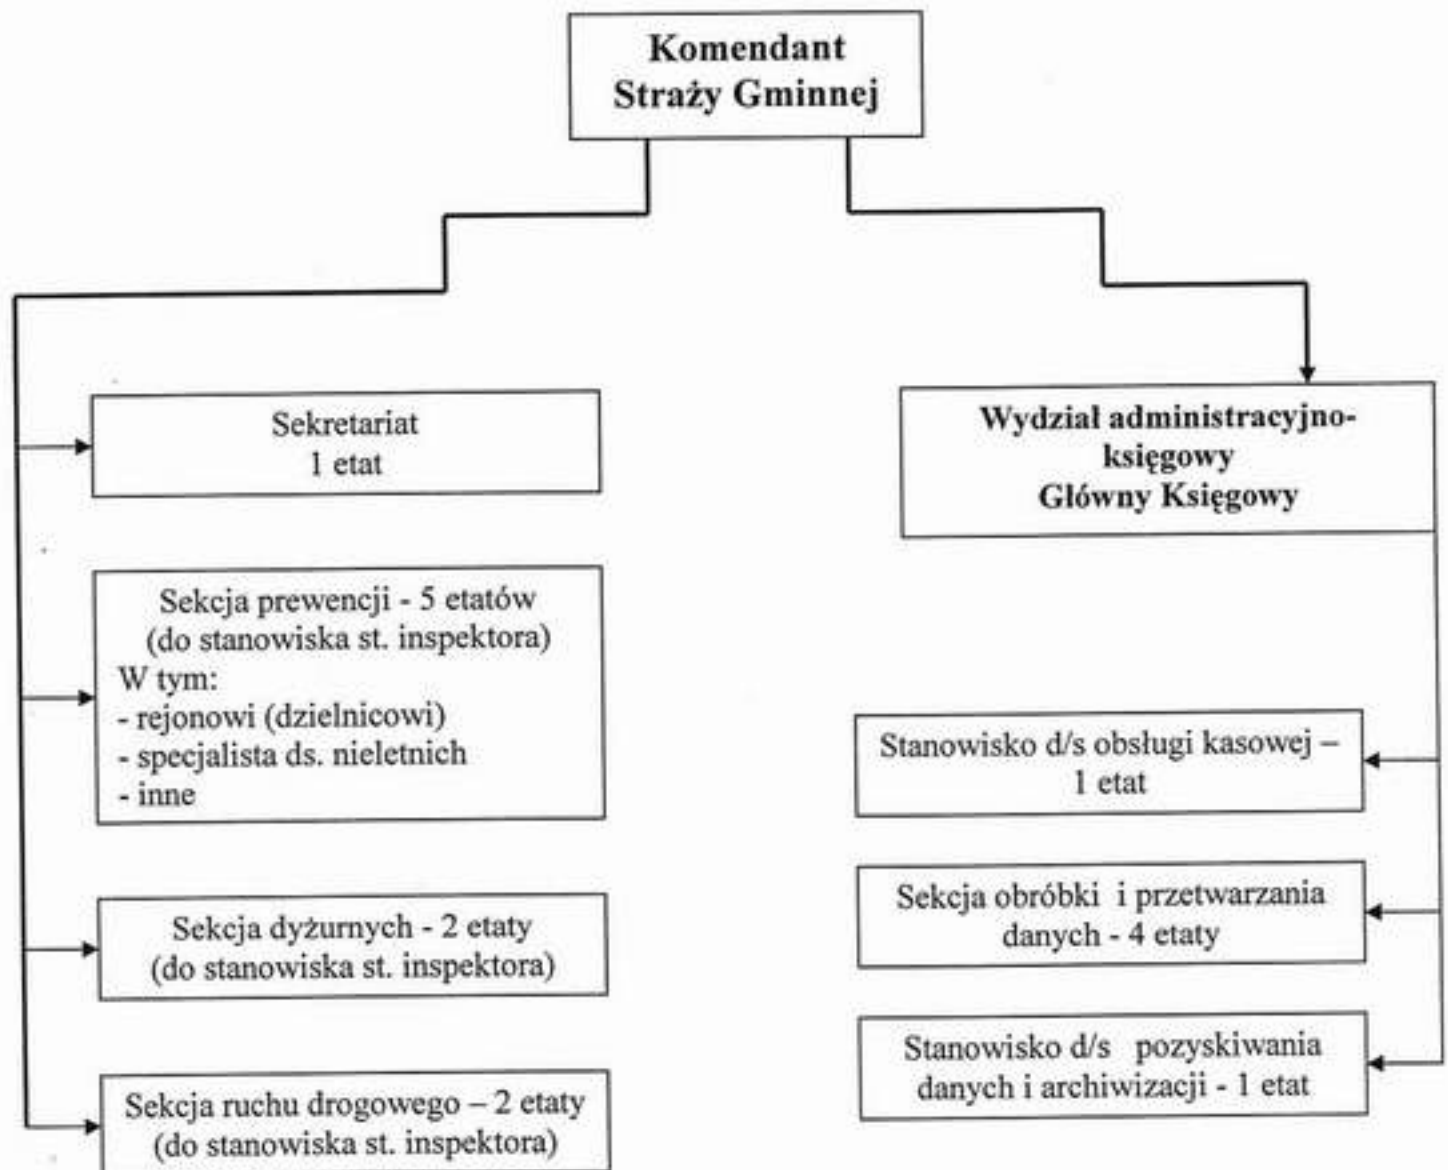 Komendant
Straży Gminnej
Sekretariat
1 etat
Sekcja prewencji - 5 etatów
(do stanowiska st. inspektora)
W tym:
- rejonowi (dzielnicowi)
- specjalista ds. nieletnich
- inne
Sekcja dyżurnych - 2 etaty
(do stanowiska st. inspektora)
Sekcja ruchu drogowego – 2 etaty
(do stanowiska st. inspektora)
Wydział administracyjno-
księgowy
Główny Księgowy
Stanowisko d/s obsługi kasowej –
1 etat
Sekcja obróbki i przetwarzania
danych - 4 etaty
Stanowisko d/s pozyskiwania
danych i archiwizacji - 1 etat